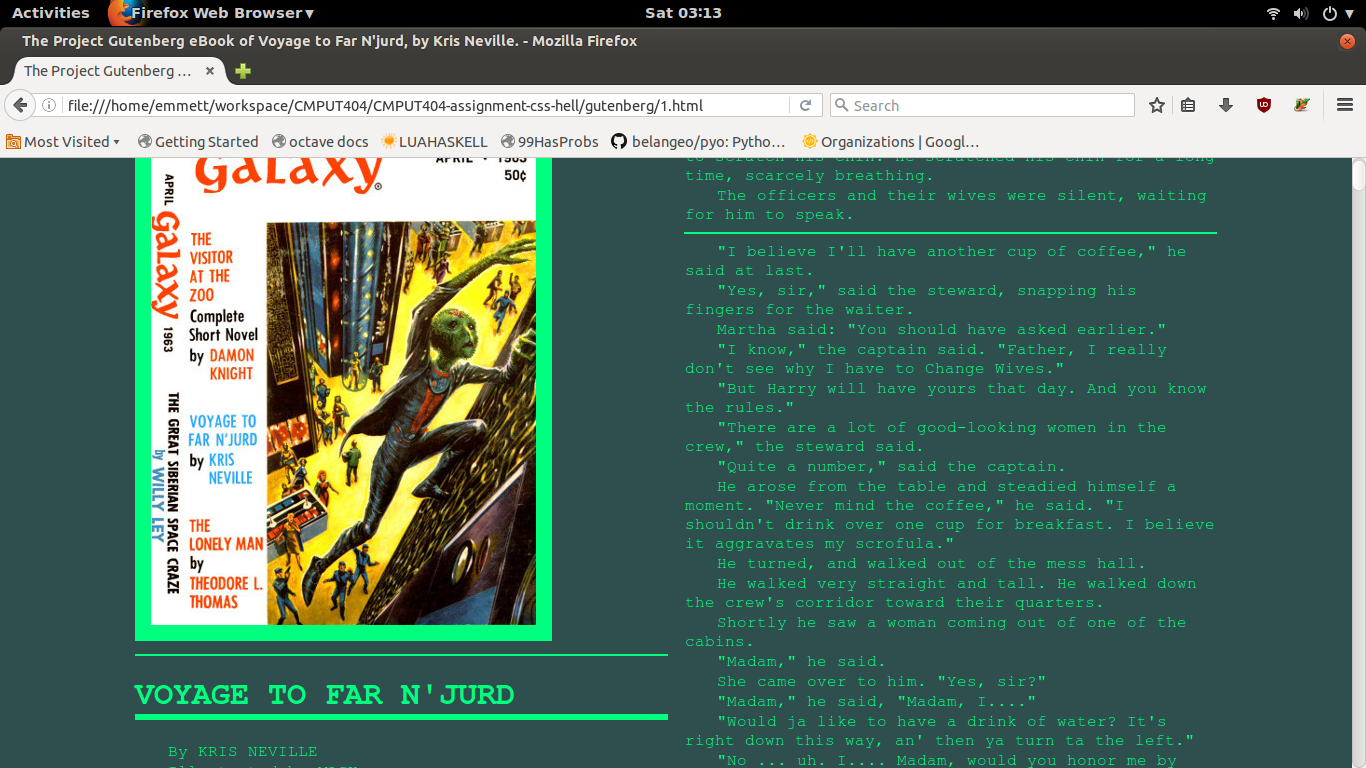 Activities
Firefox Web Browser ▾
Sat 03:13
The Project Gutenberg eBook of Voyage to Far N'jurd, by Kris Neville. - Mozilla Firefox
The Project Gutenberg …
file:///home/emmett/workspace/CMPUT404/CMPUT404-assignment-css-hell/gutenberg/1.html
Search
Most Visited ▾
Getting Started
octave docs
LUAHASKELL
99HasProbs
belangeo/pyo: Pytho…
Organizations | Googl…
Galaxy
®
APRIL • 1963
50¢
APRIL
Galaxy
1963
THE GREAT SIBERIAN SPACE CRAZE
by WILLY LEY
THE
VISITOR
AT THE
ZOO
Complete
Short Novel
by DAMON
KNIGHT
VOYAGE TO
FAR N'JURD
by KRIS
NEVILLE
THE
LONELY MAN
by
THEODORE L.
THOMAS
VOYAGE TO FAR N'JURD
By KRIS NEVILLE
to scratch his chin. He scratched his chin for a long
time, scarcely breathing.
The officers and their wives were silent, waiting
for him to speak.
"I believe I'll have another cup of coffee," he
said at last.
"Yes, sir," said the steward, snapping his
fingers for the waiter.
Martha said: "You should have asked earlier."
"I know," the captain said. "Father, I really
don't see why I have to Change Wives."
"But Harry will have yours that day. And you know
the rules."
"There are a lot of good-looking women in the
crew," the steward said.
"Quite a number," said the captain.
He arose from the table and steadied himself a
moment. "Never mind the coffee," he said. "I
shouldn't drink over one cup for breakfast. I believe
it aggravates my scrofula."
He turned, and walked out of the mess hall.
He walked very straight and tall. He walked down
the crew's corridor toward their quarters.
Shortly he saw a woman coming out of one of the
cabins.
"Madam," he said.
She came over to him. "Yes, sir?"
"Madam," he said, "Madam, I...."
"Would ja like to have a drink of water? It's
right down this way, an' then ya turn ta the left."
"No ... uh. I.... Madam, would you honor me by